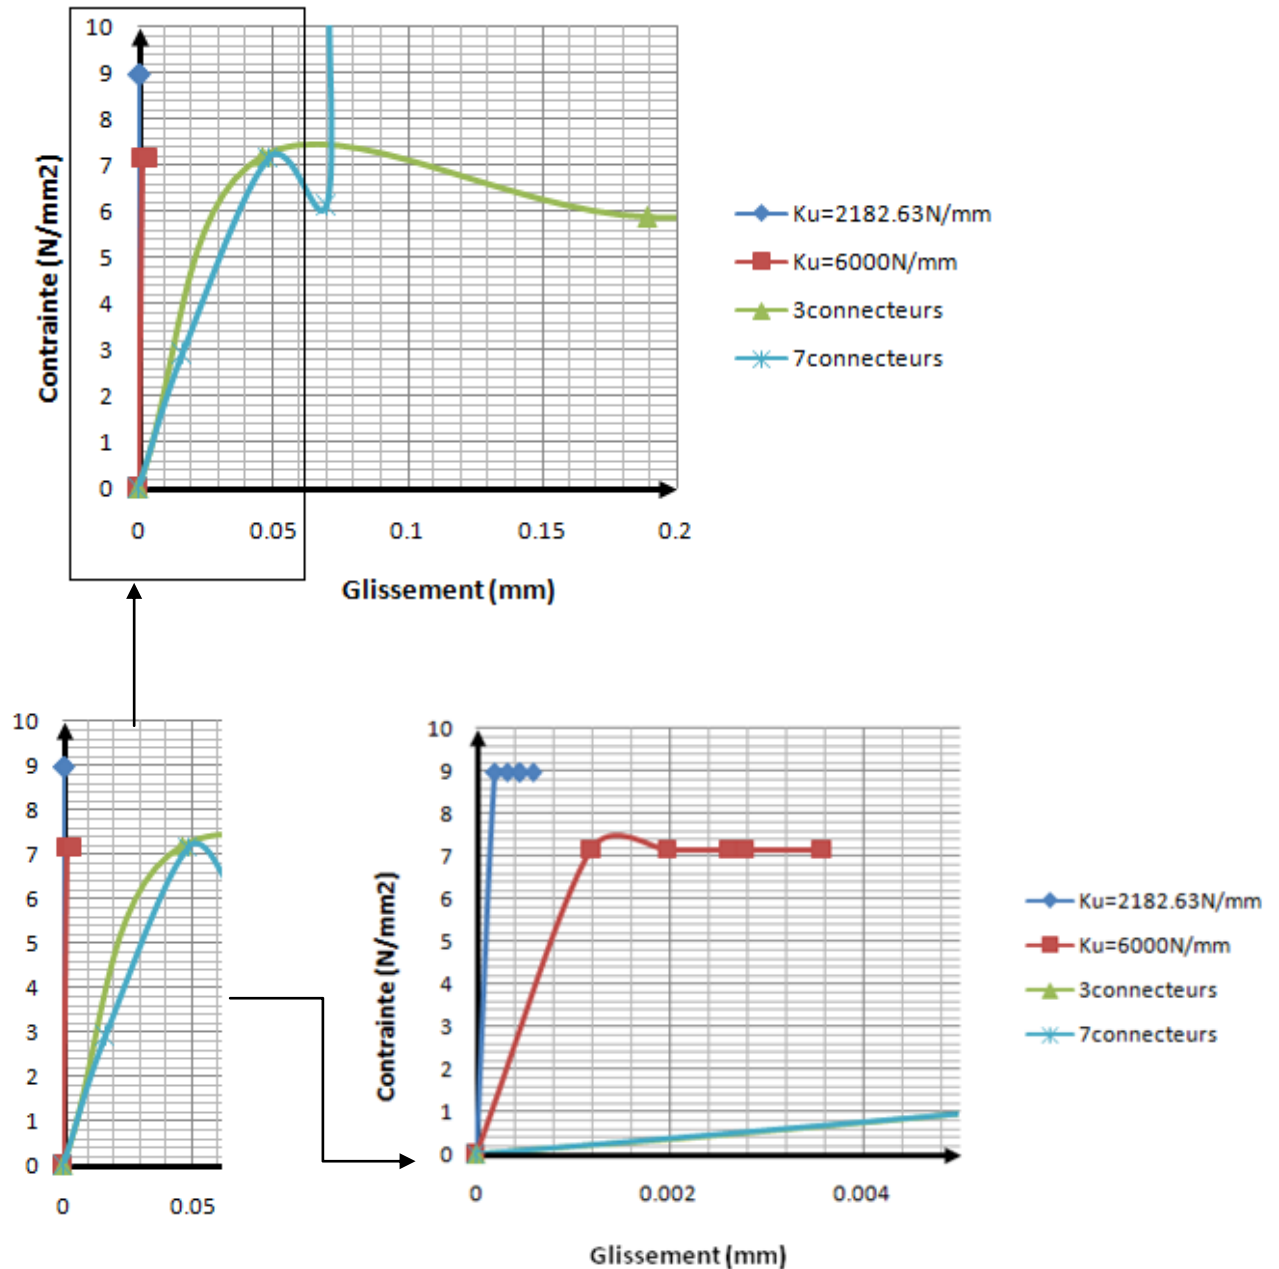 10
9
8
7
6
5
4
3
2
1
0
Contrainte (N/mm2)
0 0.05 0.1 0.15 0.2
Glissement (mm)
Ku=2182.63N/mm
Ku=6000N/mm
3connecteurs
7connecteurs
10
9
8
7
6
5
4
3
2
1
0
0 0.05
10
9
8
7
6
5
4
3
2
1
0
Contrainte (N/mm2)
0 0.002 0.004
Glissement (mm)
Ku=2182.63N/mm
Ku=6000N/mm
3connecteurs
7connecteurs